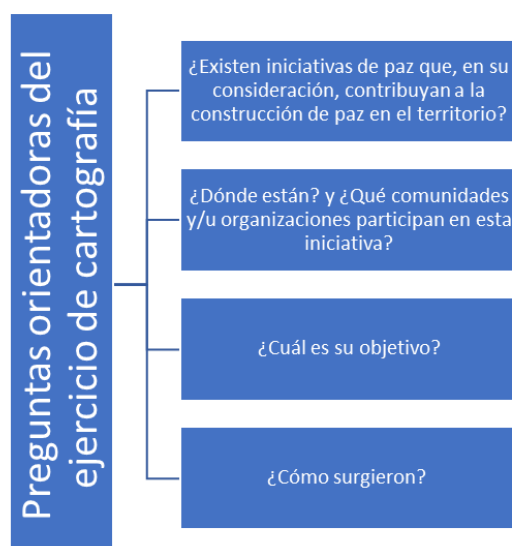 Preguntas orientadoras del
ejercicio de cartografía
¿Existen iniciativas de paz que, en su
consideración, contribuyan a la
construcción de paz en el territorio?
¿Dónde están? y ¿Qué comunidades
y/u organizaciones participan en esta
iniciativa?
¿Cuál es su objetivo?
¿Cómo surgieron?